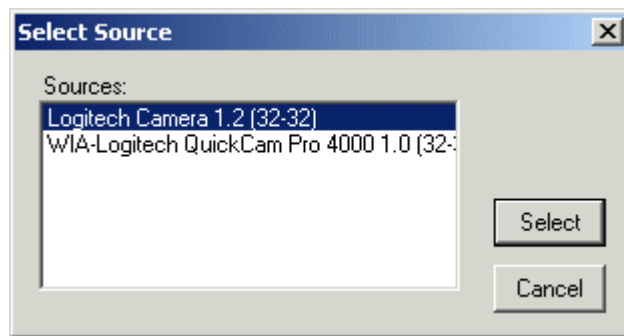 Select Source
Sources:
Logitech Camera 1.2 (32-32)
WIA-Logitech QuickCam Pro 4000 1.0 (32-
Select
Cancel